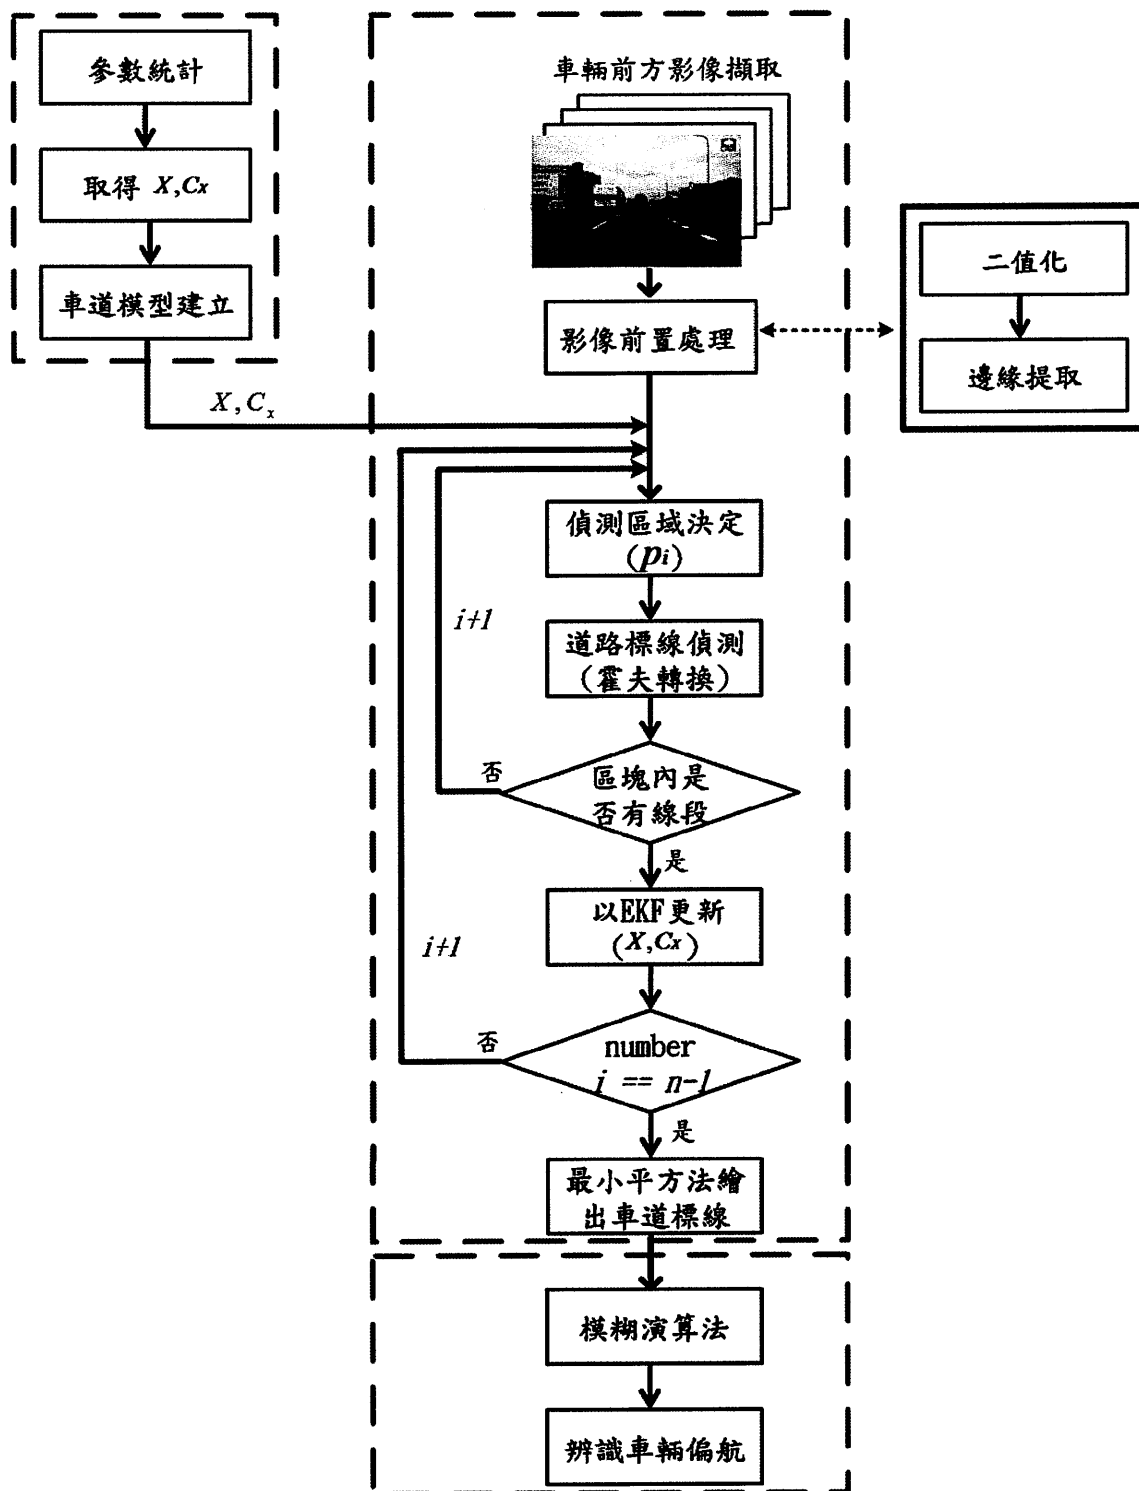 參數統計
取得 X,Cx
車道模型建立
X, Cx
車輛前方影像擷取
影像前置處理
二值化
邊緣提取
偵測區域決定
(pi)
i+1
道路標線偵測
(霍夫轉換)
區塊內是
否有線段
否
是
以EKF更新
(X,Cx)
i+1
number
i == n-1
否
是
最小平方法繪
出車道標線
模糊演算法
辨識車輛偏航